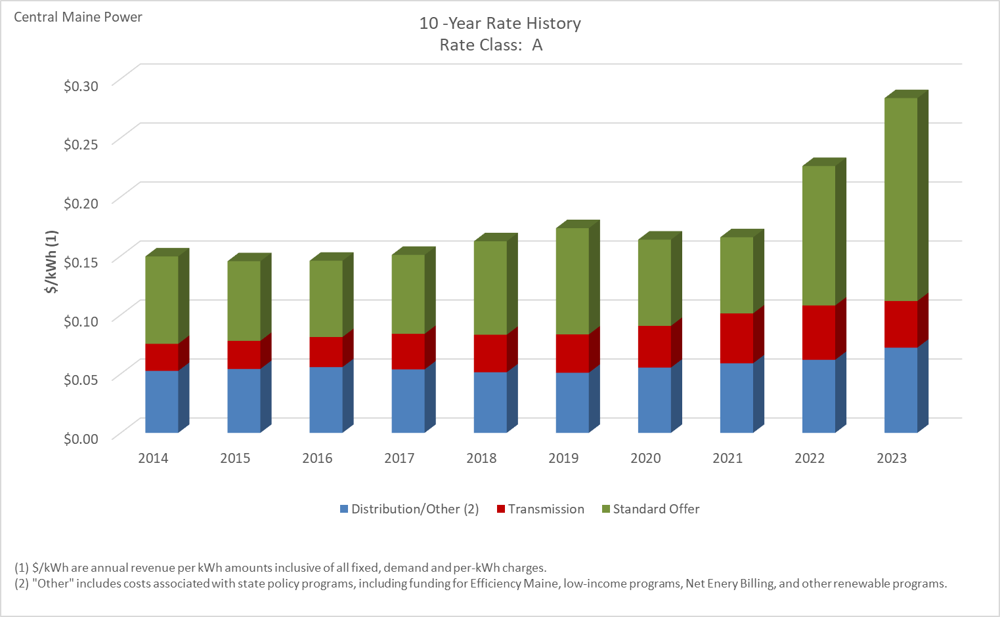 Central Maine Power
10 -Year Rate History
Rate Class:  A
$0.30
$0.25
$0.20
$0.15
$0.10
$0.05
$0.00
$/kWh (1)
2014 2015 2016 2017 2018 2019 2020 2021 2022 2023
Distribution/Other (2) Transmission Standard Offer
(1) $/kWh are annual revenue per kWh amounts inclusive of all fixed, demand and per-kWh charges.
(2) "Other" includes costs associated with state policy programs, including funding for Efficiency Maine, low-income programs, Net Enery Billing, and other renewable programs.